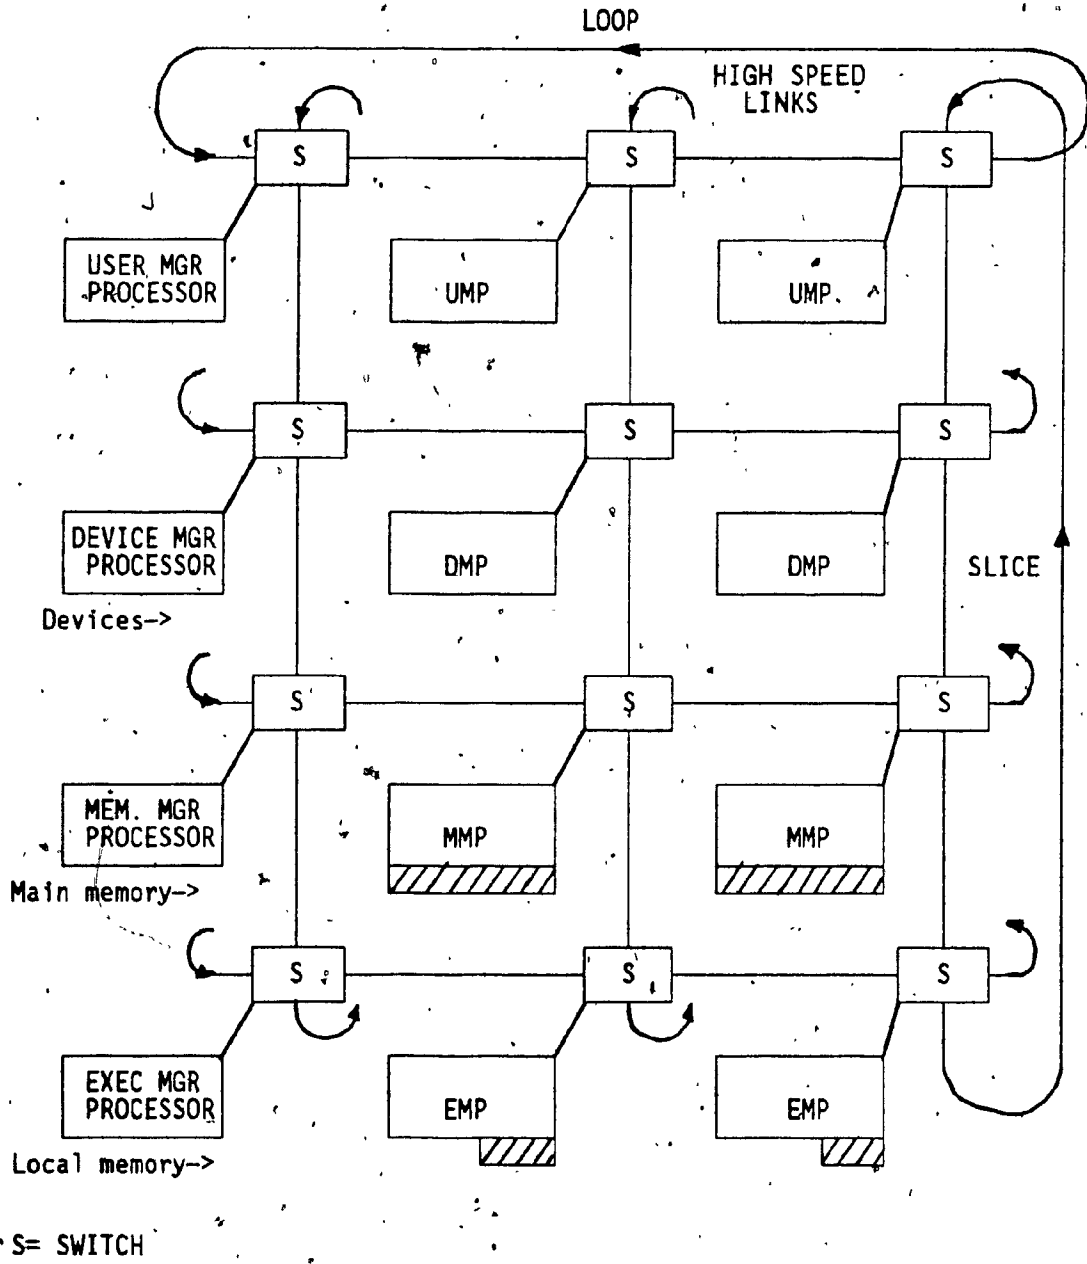 LOOP
HIGH SPEED
LINKS
S S S
USER MGR
PROCESSOR
UMP
UMP
S S S
DEVICE MGR
PROCESSOR
DMP
DMP
SLICE
Devices->
S S S
MEM. MGR
PROCESSOR
MMP
MMP
Main memory->
S S S
EXEC MGR
PROCESSOR
EMP
EMP
Local memory->
S= SWITCH